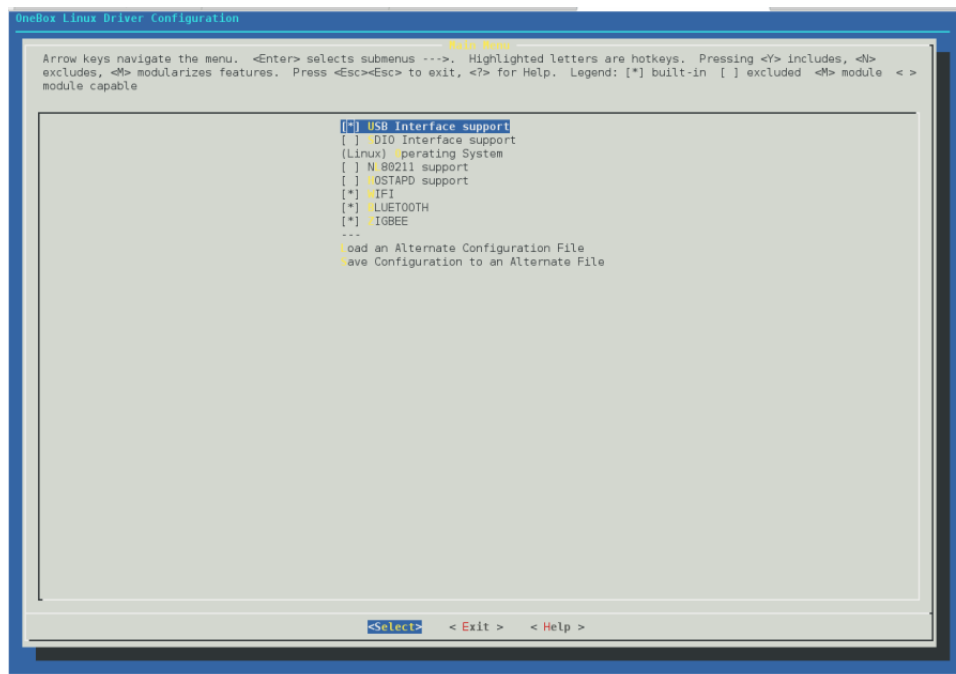 OneBox Linux Driver Configuration
Main Menu
Arrow keys navigate the menu.  <Enter> selects submenus --->.  Highlighted letters are hotkeys.  Pressing <Y> includes, <N>
excludes, <M> modularizes features.  Press <Esc><Esc> to exit, <?> for Help.  Legend: [*] built-in  [ ] excluded  <M> module  < >
module capable
[*] USB Interface support
[ ] SDIO Interface support
(Linux) Operating System
[ ] NL80211 support
[ ] HOSTAPD support
[*] WIFI
[*] BLUETOOTH
[*] ZIGBEE
---
Load an Alternate Configuration File
Save Configuration to an Alternate File
<Select>    < Exit >    < Help >